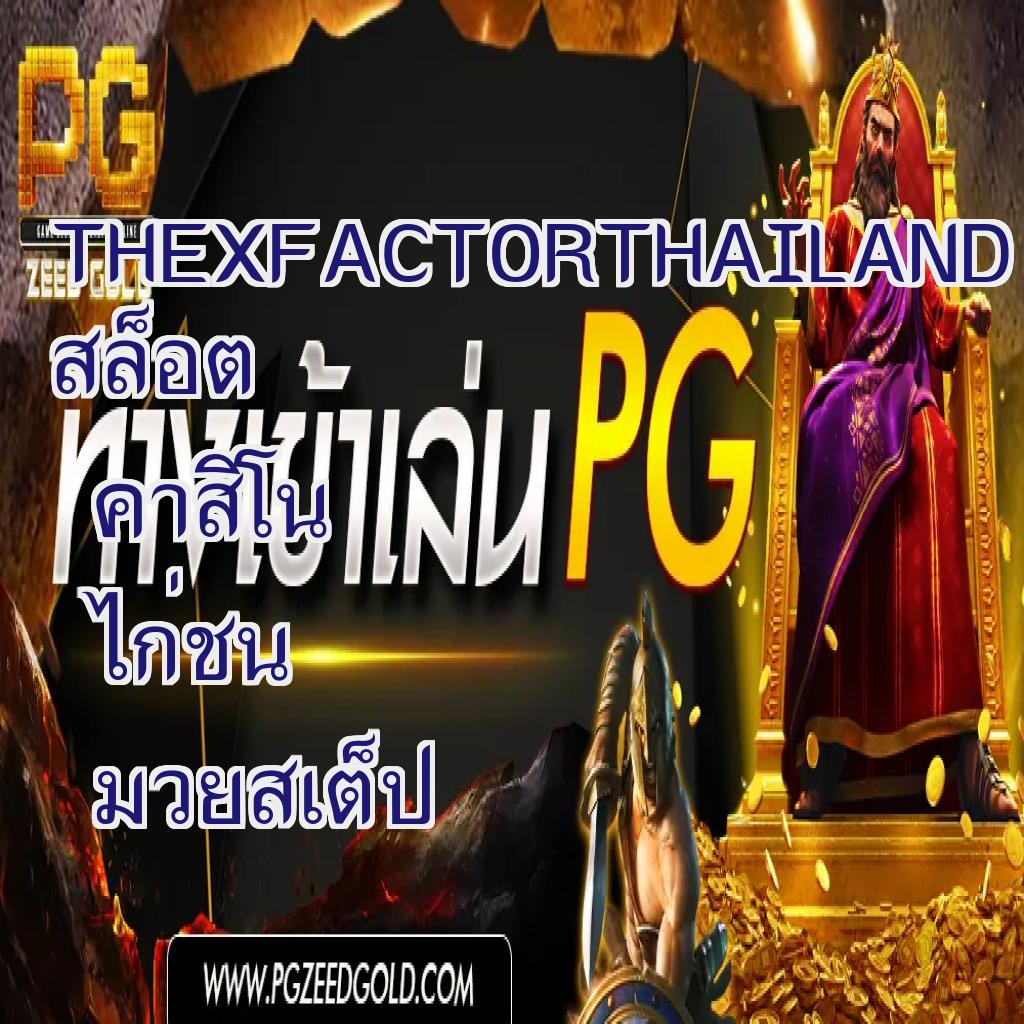 PG
ZEED GOLD
THEXFACTORTHAILAND
สล็อต
ทางเข้าเล่น PG
คาสิโน
ไก่ชน
มวยสเต็ป
WWW.PGZEEDGOLD.COM